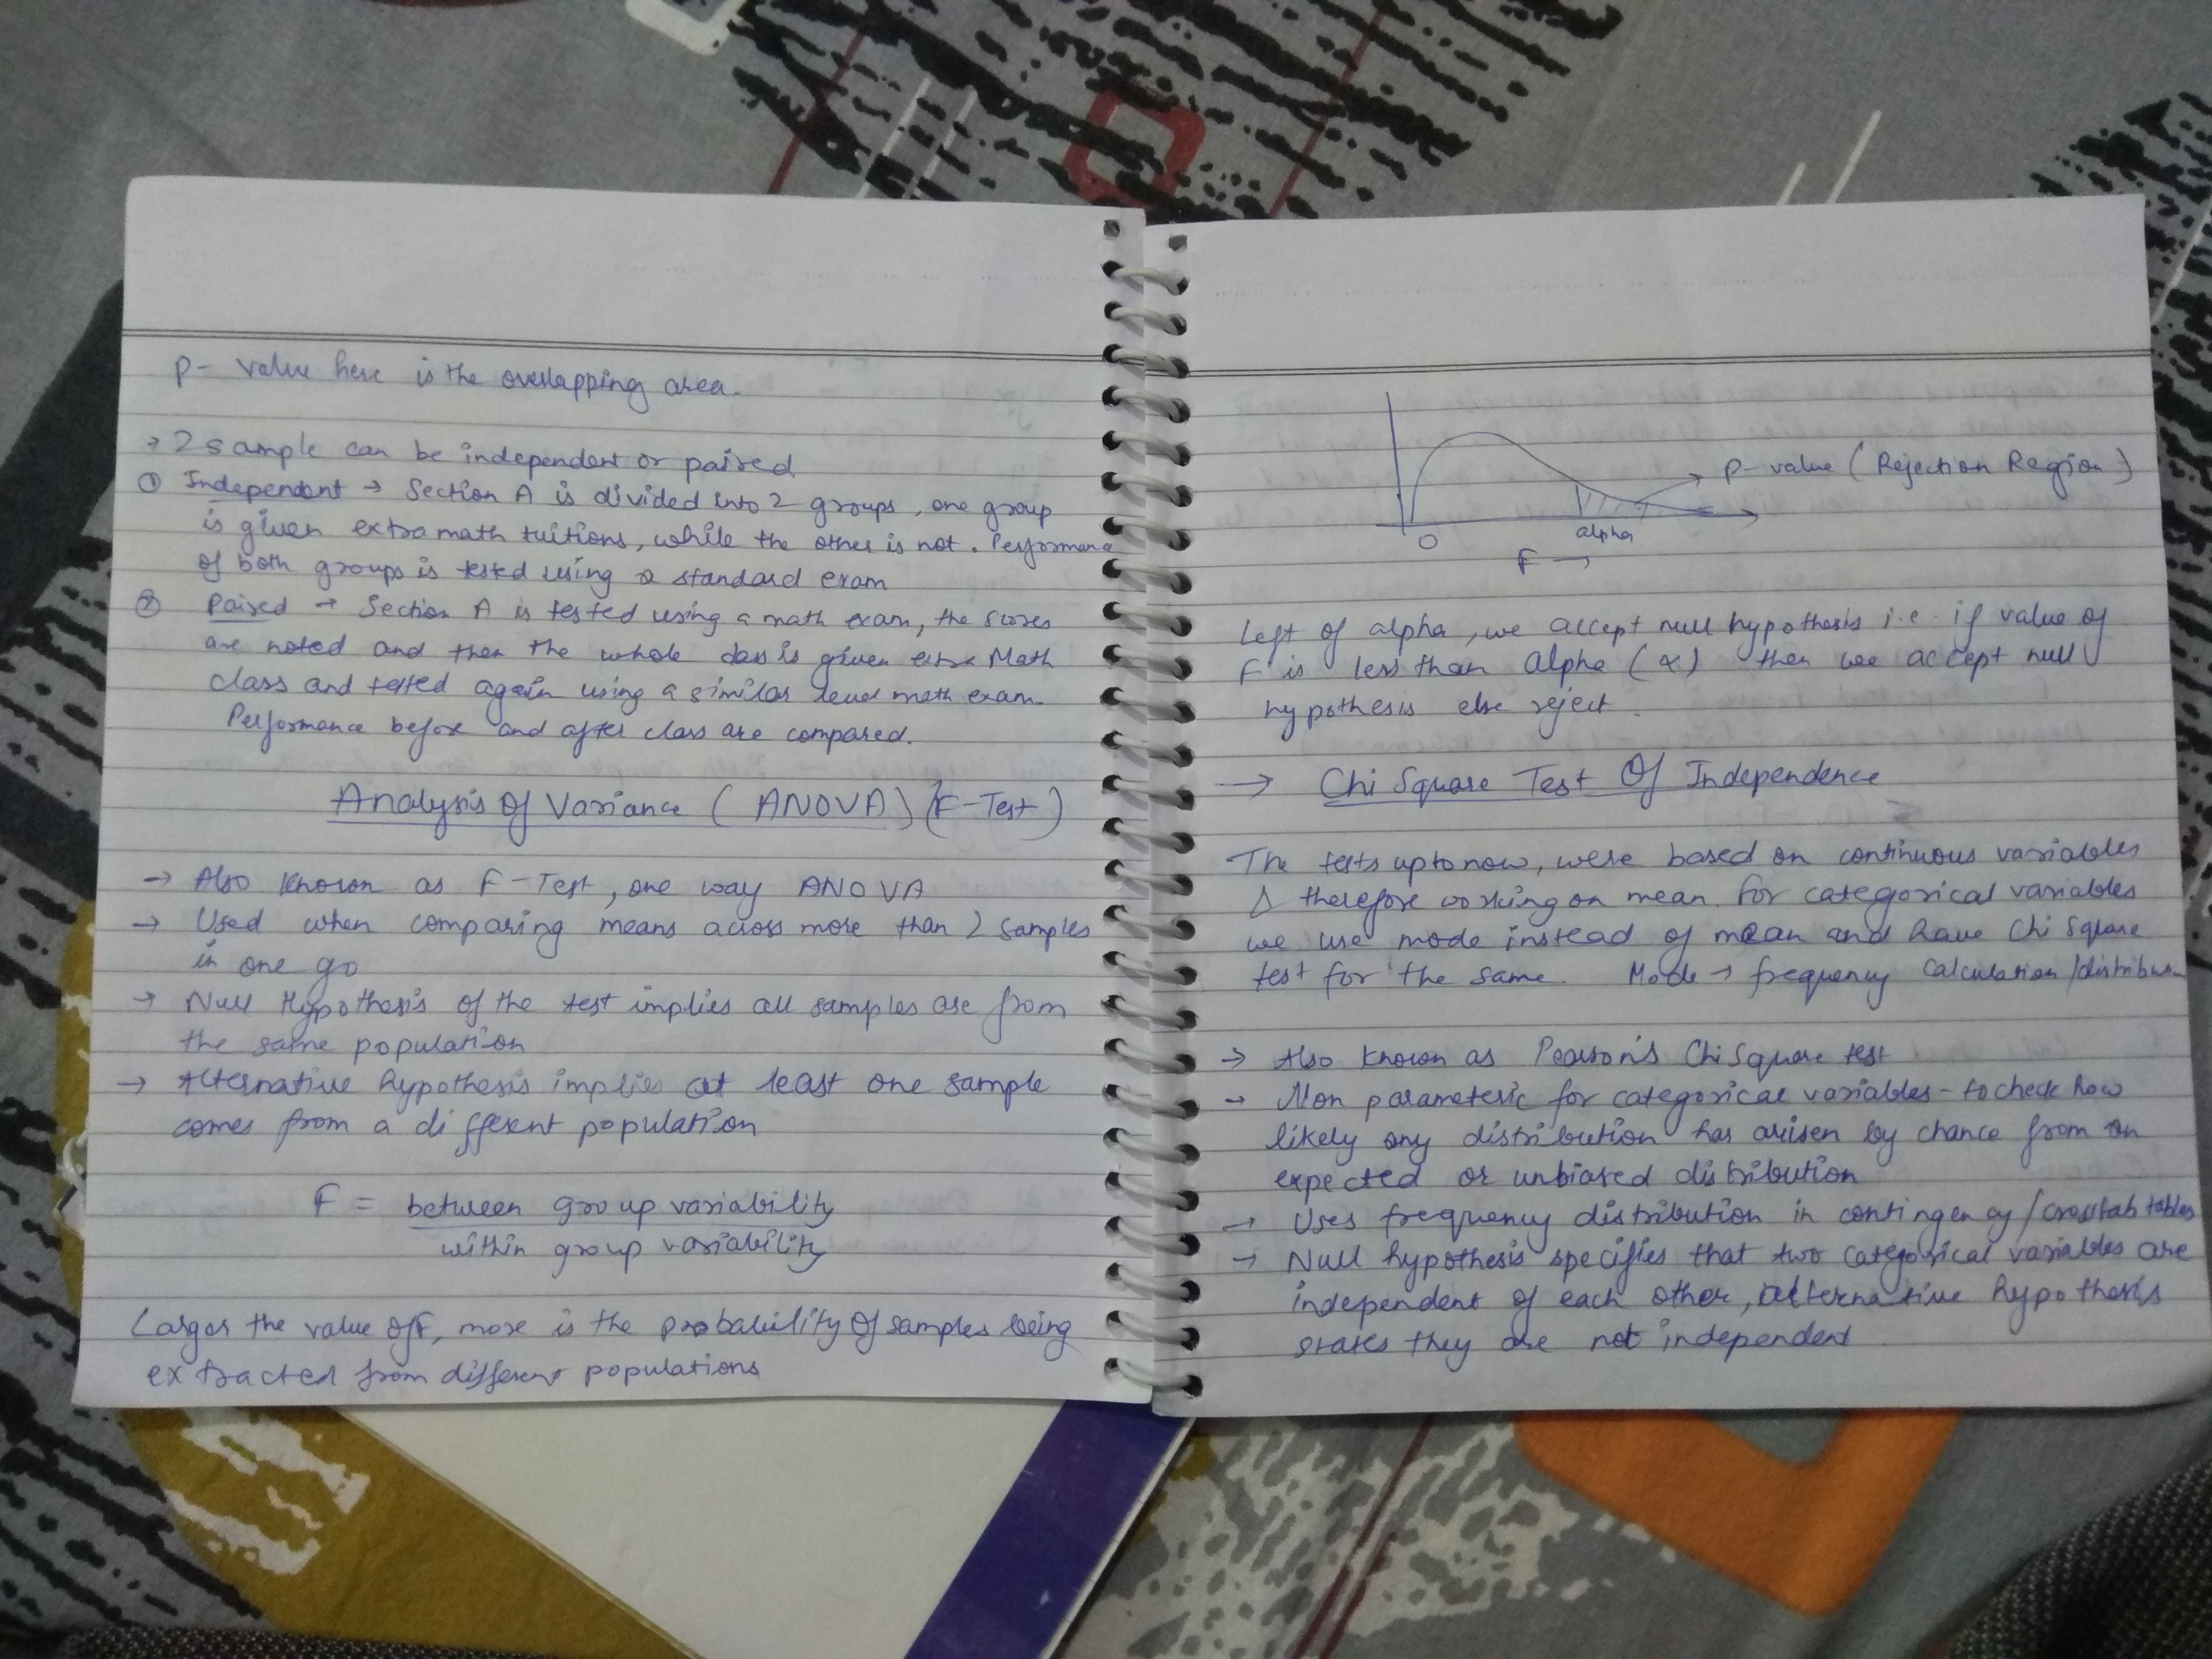 P- value here is the overlapping area.
→ 2 sample can be independent or paired
① Independent → Section A is divided into 2 groups, one group
is given extra math tuitions, while the other is not. Performance
of both groups is tested using a standard exam
② Paired → Section A is tested using a math exam, the scores
are noted and then the whole class is given extra Math
class and tested again using a similar level math exam.
Performance before and after class are compared.
Analysis Of Variance (ANOVA) (F-Test)
→ Also known as F-Test, one way ANOVA
→ Used when comparing means across more than 2 samples
in one go
→ Null Hypothesis of the test implies all samples are from
the same population
→ Alternative hypothesis implies at least one sample
comes from a different population
F = between group variability
within group variability
Larger the value of F, more is the probability of samples being
extracted from different populations
P-value (Rejection Region)
O
alpha
F →
Left of alpha, we accept null hypothesis i.e. if value of
F is less than alpha (α) then we accept null
hypothesis else reject.
→ Chi Square Test Of Independence
The tests upto now, were based on continuous variables
& therefore working on mean. For categorical variables
we use mode instead of mean and have Chi Square
test for the same. Mode → frequency calculation/distribution
→ Also known as Pearson's Chi Square test
→ Non parameteric for categorical variables - to check how
likely any distribution has arisen by chance from an
expected or unbiased distribution
→ Uses frequency distribution in contingency/crosstab tables
→ Null hypothesis specifies that two categorical variables are
independent of each other, alternative hypothesis
states they are not independent